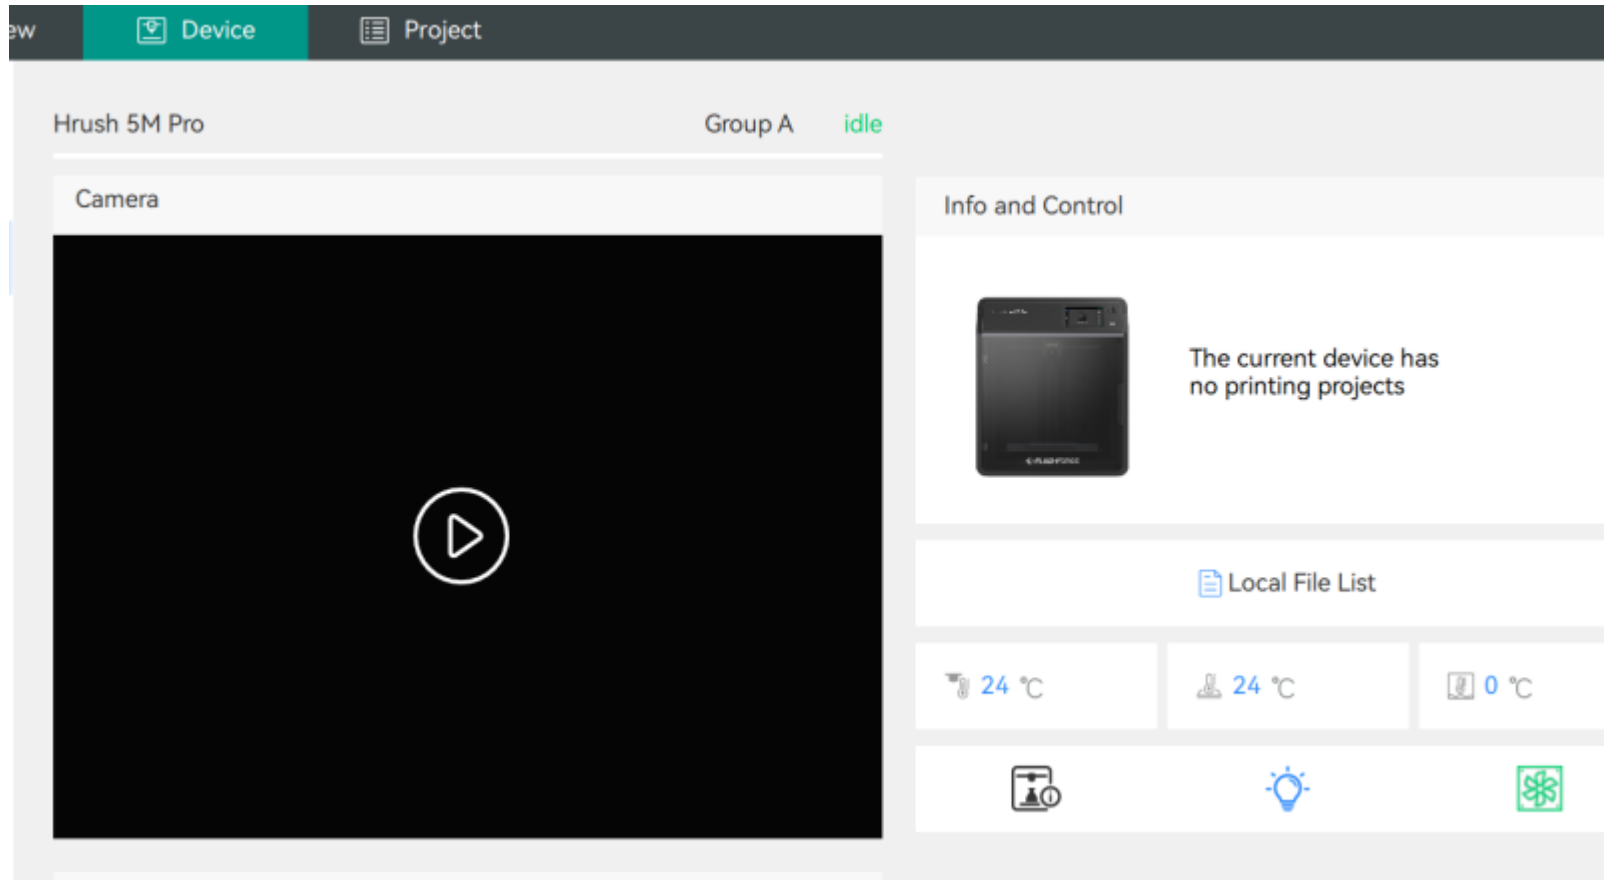 Device
Project
Hrush 5M Pro
Group A
idle
Camera
Info and Control
The current device has
no printing projects
Local File List
24 °C
24 °C
0 °C